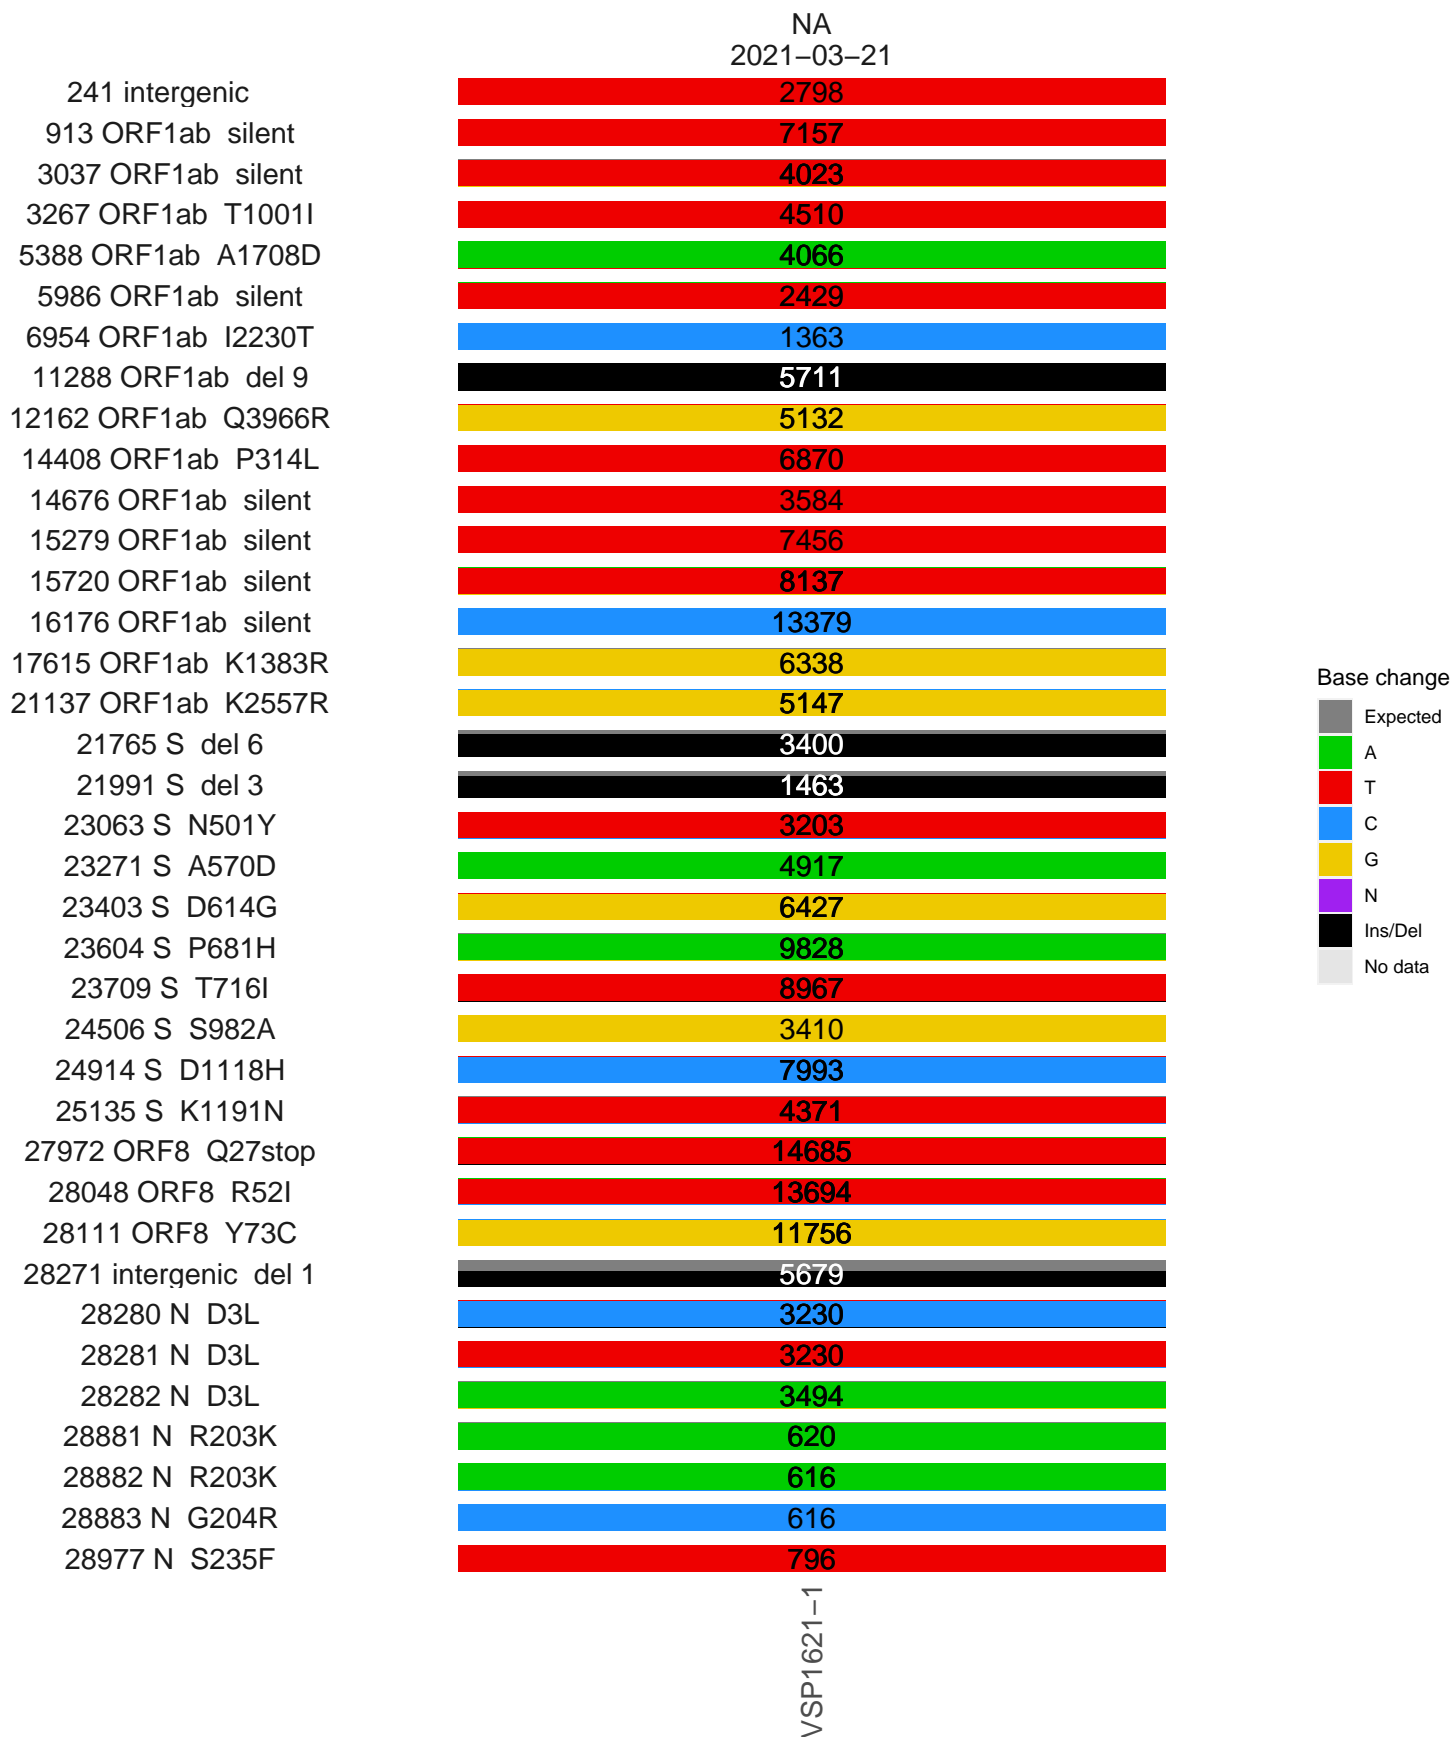 NA
2021−03−21
241 intergenic 2798
913 ORF1ab silent 7157
3037 ORF1ab silent 4023
3267 ORF1ab T1001I 4510
5388 ORF1ab A1708D 4066
5986 ORF1ab silent 2429
6954 ORF1ab I2230T 1363
11288 ORF1ab del 9 5711
12162 ORF1ab Q3966R 5132
14408 ORF1ab P314L 6870
14676 ORF1ab silent 3584
15279 ORF1ab silent 7456
15720 ORF1ab silent 8137
16176 ORF1ab silent 13379
17615 ORF1ab K1383R 6338
21137 ORF1ab K2557R 5147
21765 S del 6 3400
21991 S del 3 1463
23063 S N501Y 3203
23271 S A570D 4917
23403 S D614G 6427
23604 S P681H 9828
23709 S T716I 8967
24506 S S982A 3410
24914 S D1118H 7993
25135 S K1191N 4371
27972 ORF8 Q27stop 14685
28048 ORF8 R52I 13694
28111 ORF8 Y73C 11756
28271 intergenic del 1 5679
28280 N D3L 3230
28281 N D3L 3230
28282 N D3L 3494
28881 N R203K 620
28882 N R203K 616
28883 N G204R 616
28977 N S235F 796
VSP1621−1
Base change
Expected
A
T
C
G
N
Ins/Del
No data